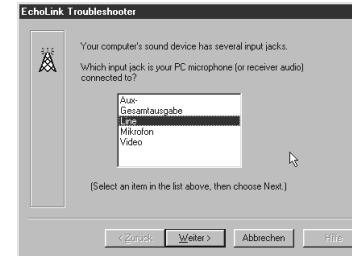 EchoLink Troubleshooter
Your computer's sound device has several input jacks.
Which input jack is your PC microphone (or receiver audio)
connected to?
Aux-
Gesamtausgabe
Line
Mikrofon
Video
(Select an item in the list above, then choose Next.)
< Zurück Weiter > Abbrechen Hilfe